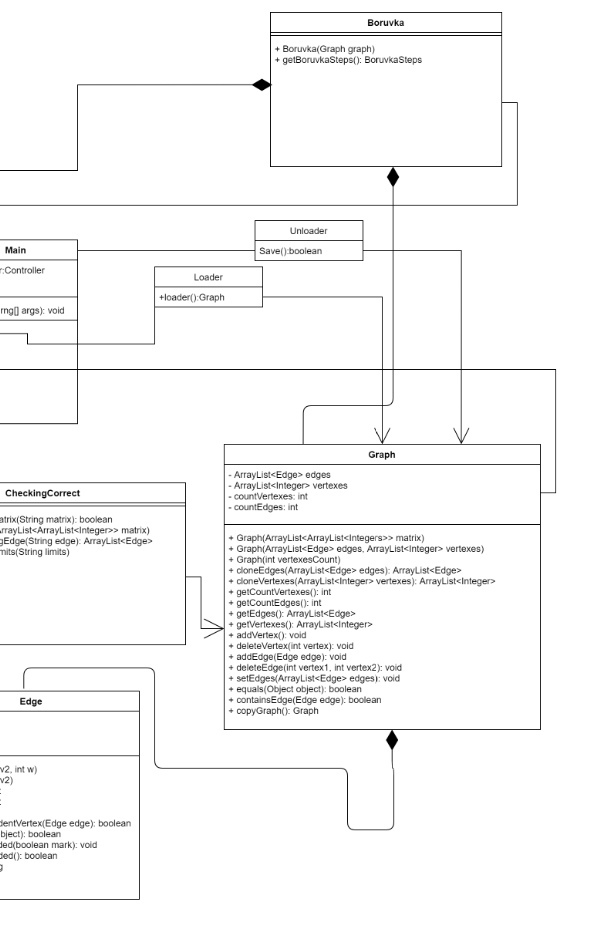 Boruvka
+ Boruvka(Graph graph)
+ getBoruvkaSteps(): BoruvkaSteps
Unloader
Save():boolean
Main
r:Controller
rng[] args): void
Loader
+loader():Graph
Graph
- ArrayList<Edge> edges
- ArrayList<Integer> vertexes
- countVertexes: int
- countEdges: int
+ Graph(ArrayList<ArrayList<Integers>> matrix)
+ Graph(ArrayList<Edge> edges, ArrayList<Integer> vertexes)
+ Graph(int vertexesCount)
+ cloneEdges(ArrayList<Edge> edges): ArrayList<Edge>
+ cloneVertexes(ArrayList<Integer> vertexes): ArrayList<Integer>
+ getCountVertexes(): int
+ getCountEdges(): int
+ getEdges(): ArrayList<Edge>
+ getVertexes(): ArrayList<Integer>
+ addVertex(): void
+ deleteVertex(int vertex): void
+ addEdge(Edge edge): void
+ deleteEdge(int vertex1, int vertex2): void
+ setEdges(ArrayList<Edge> edges): void
+ equals(Object object): boolean
+ containsEdge(Edge edge): boolean
+ copyGraph(): Graph
CheckingCorrect
atrix(String matrix): boolean
ArrayList<ArrayList<Integer>> matrix)
gEdge(String edge): ArrayList<Edge>
mits(String limits)
Edge
v2, int w)
v2)
dentVertex(Edge edge): boolean
bject): boolean
ded(boolean mark): void
ded(): boolean
g